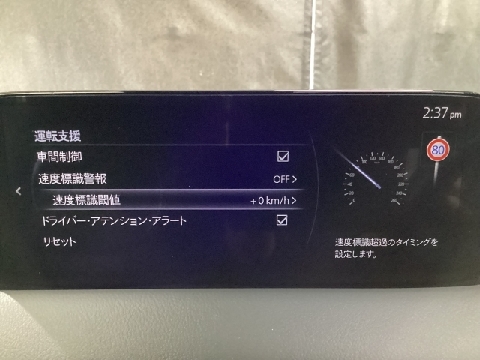 2:37 pm
運転支援
車間制御
速度標識警報 OFF
速度標識閾値 +0 km/h
ドライバー・アテンション・アラート
リセット
80
速度標識超過のタイミングを
設定します。